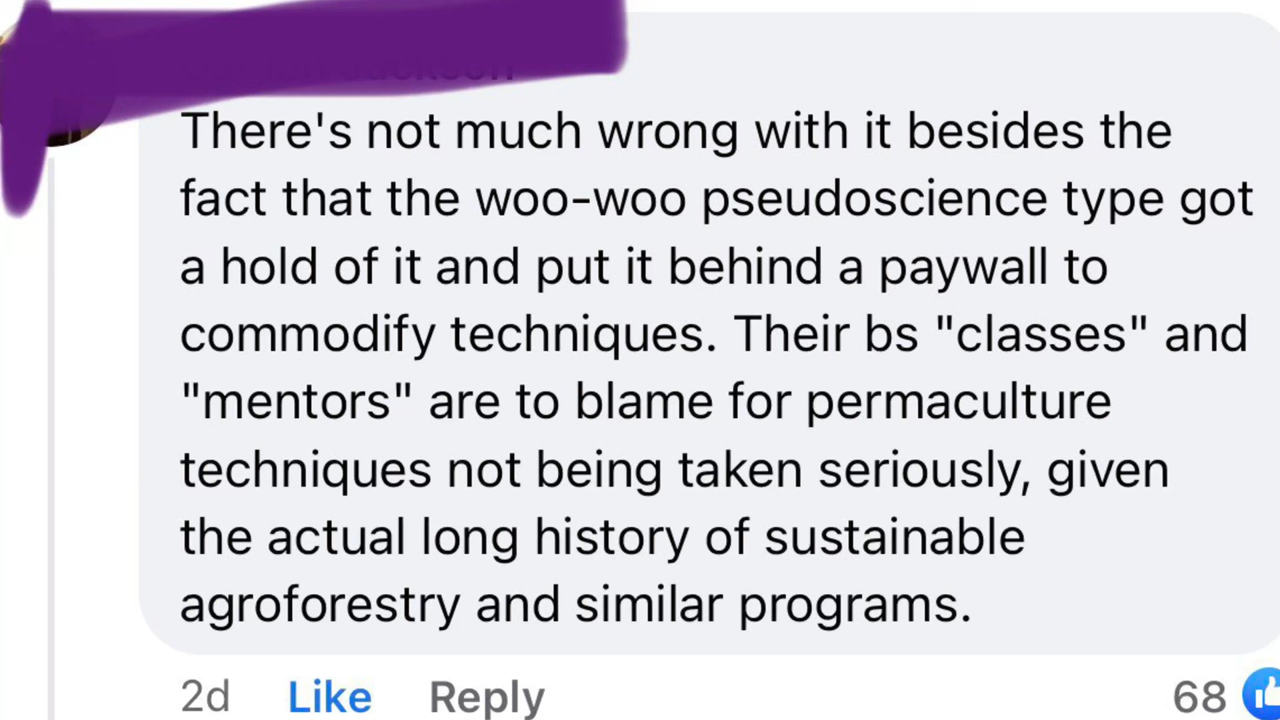 There's not much wrong with it besides the
fact that the woo-woo pseudoscience type got
a hold of it and put it behind a paywall to
commodify techniques. Their bs "classes" and
"mentors" are to blame for permaculture
techniques not being taken seriously, given
the actual long history of sustainable
agroforestry and similar programs.
2d Like Reply 68